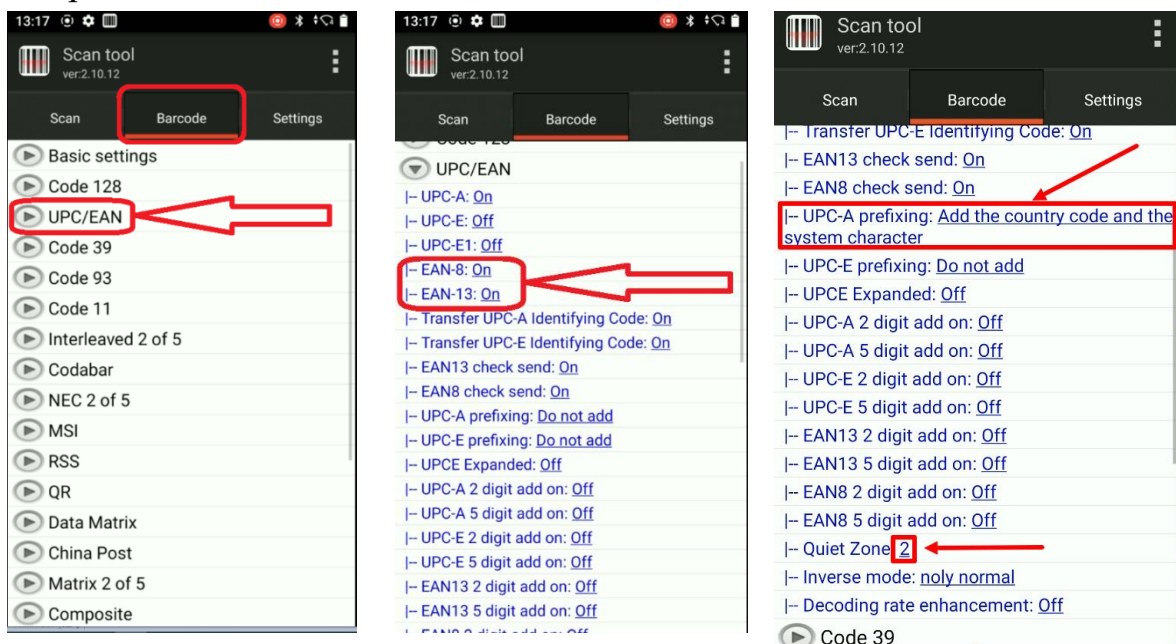 13:17
Scan tool
ver:2.10.12
Scan Barcode Settings
Basic settings
Code 128
UPC/EAN
Code 39
Code 93
Code 11
Interleaved 2 of 5
Codabar
NEC 2 of 5
MSI
RSS
QR
Data Matrix
China Post
Matrix 2 of 5
Composite
13:17
Scan tool
ver:2.10.12
Scan Barcode Settings
Code 128
UPC/EAN
|-- UPC-A: On
|-- UPC-E: Off
|-- UPC-E1: Off
|-- EAN-8: On
|-- EAN-13: On
|-- Transfer UPC-A Identifying Code: On
|-- Transfer UPC-E Identifying Code: On
|-- EAN13 check send: On
|-- EAN8 check send: On
|-- UPC-A prefixing: Do not add
|-- UPC-E prefixing: Do not add
|-- UPCE Expanded: Off
|-- UPC-A 2 digit add on: Off
|-- UPC-A 5 digit add on: Off
|-- UPC-E 2 digit add on: Off
|-- UPC-E 5 digit add on: Off
|-- EAN13 2 digit add on: Off
|-- EAN13 5 digit add on: Off
|-- EAN8 2 digit add on: Off
Scan tool
ver:2.10.12
Scan Barcode Settings
|-- Transfer UPC-E Identifying Code: On
|-- EAN13 check send: On
|-- EAN8 check send: On
|-- UPC-A prefixing: Add the country code and the
system character
|-- UPC-E prefixing: Do not add
|-- UPCE Expanded: Off
|-- UPC-A 2 digit add on: Off
|-- UPC-A 5 digit add on: Off
|-- UPC-E 2 digit add on: Off
|-- UPC-E 5 digit add on: Off
|-- EAN13 2 digit add on: Off
|-- EAN13 5 digit add on: Off
|-- EAN8 2 digit add on: Off
|-- EAN8 5 digit add on: Off
|-- Quiet Zone 2
|-- Inverse mode: noly normal
|-- Decoding rate enhancement: Off
Code 39